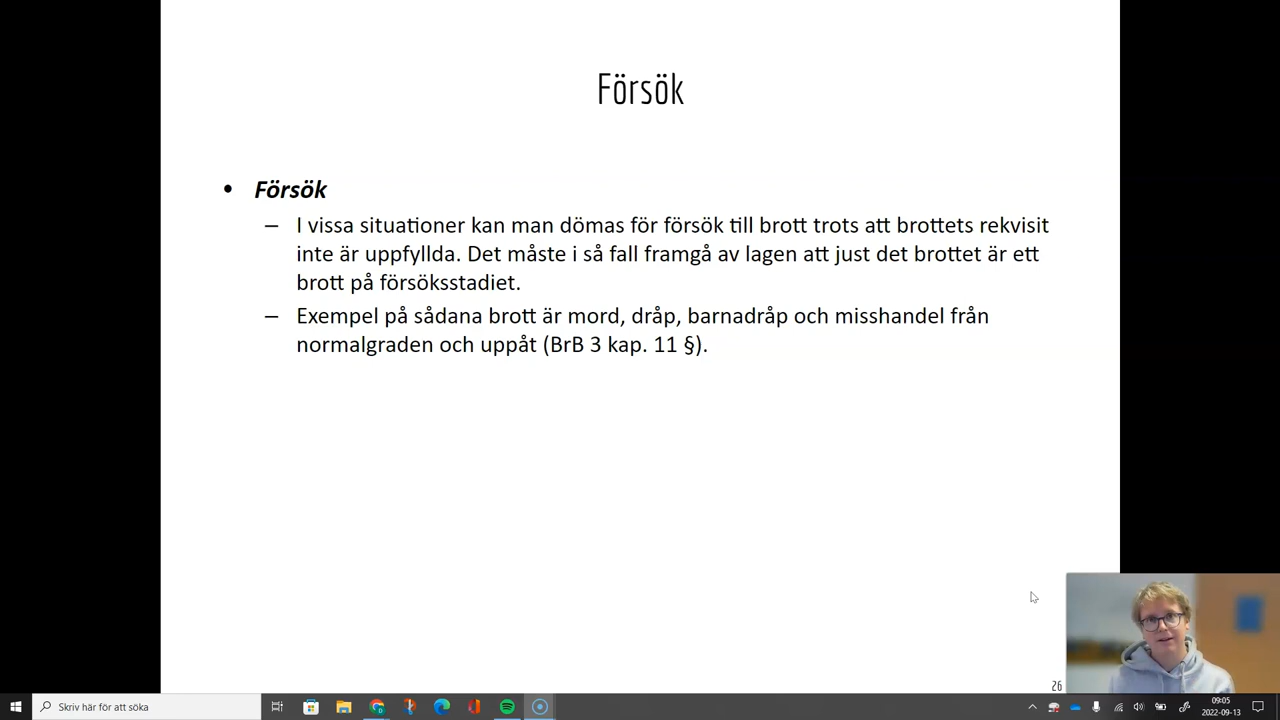 Försök
• Försök
– I vissa situationer kan man dömas för försök till brott trots att brottets rekvisit
inte är uppfyllda. Det måste i så fall framgå av lagen att just det brottet är ett
brott på försöksstadiet.
– Exempel på sådana brott är mord, dråp, barnadråp och misshandel från
normalgraden och uppåt (BrB 3 kap. 11 §).
26
Skriv här för att söka
09:05
2022-09-13